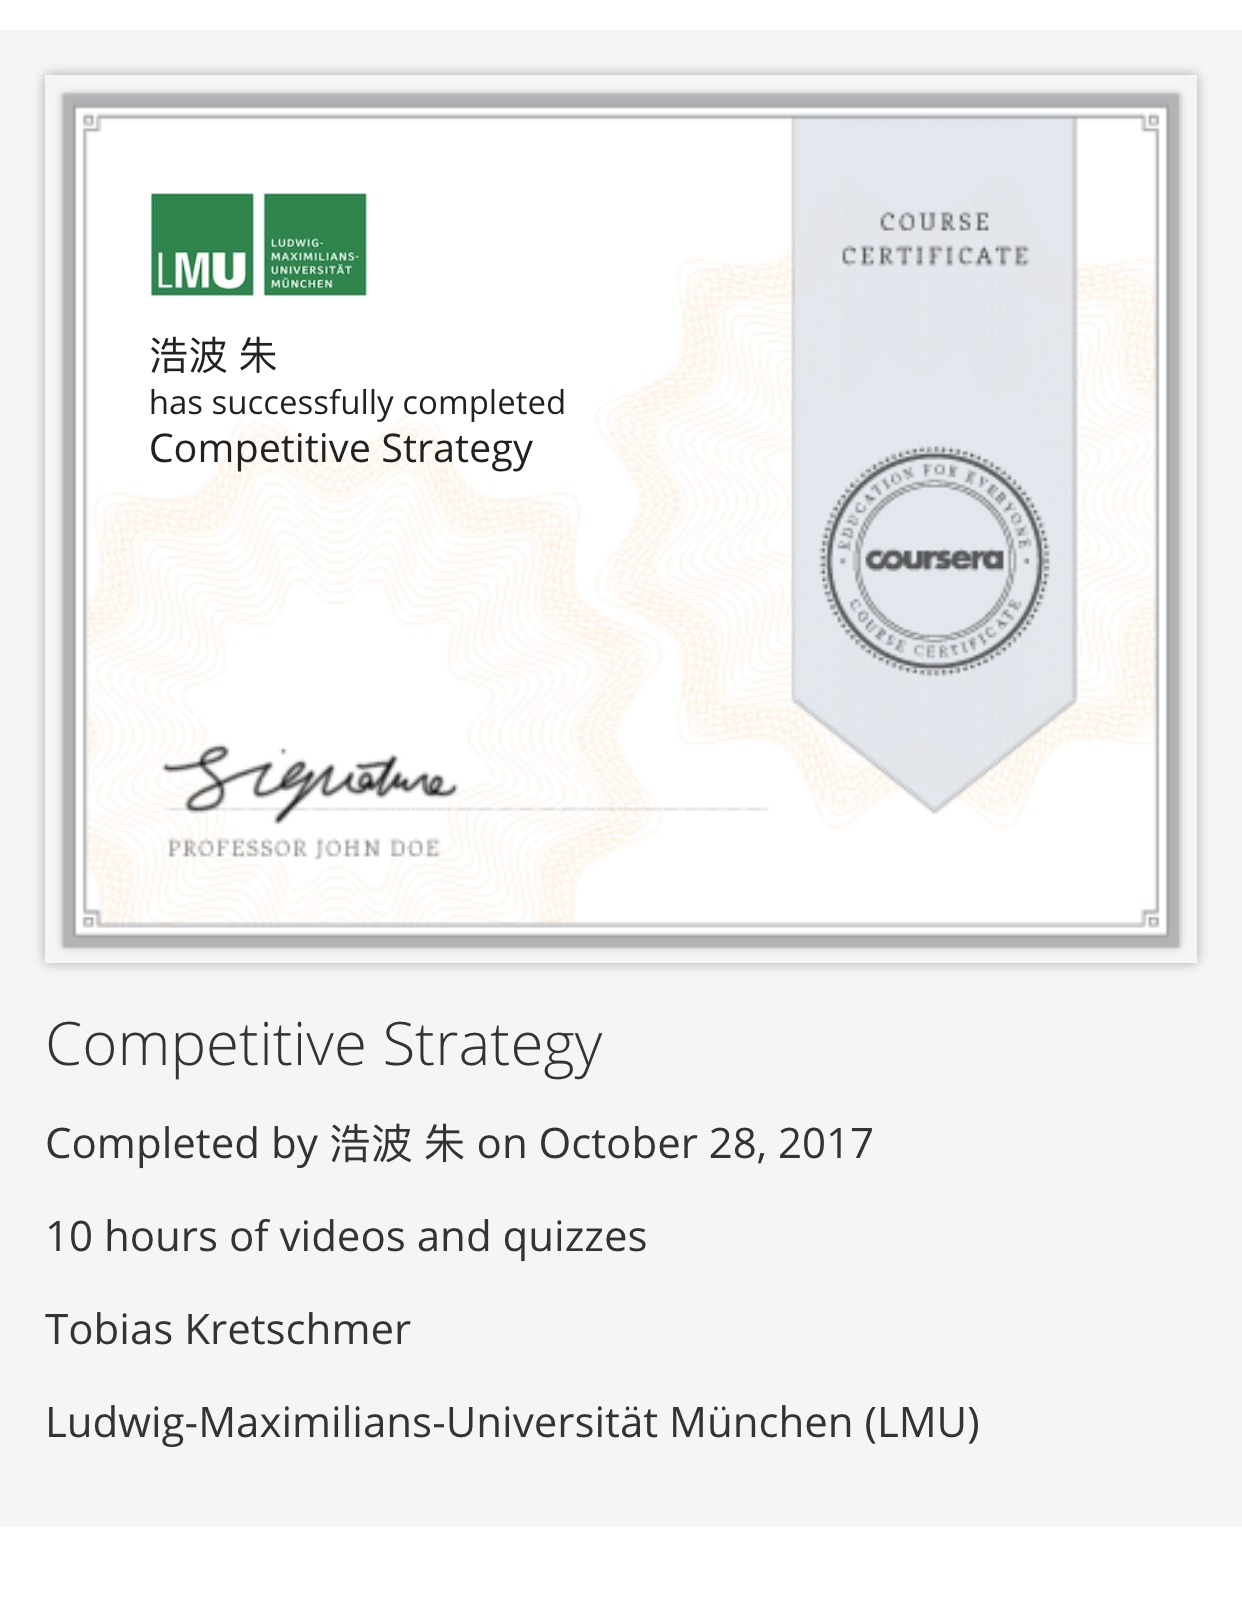 LMU
LUDWIG-
MAXIMILIANS-
UNIVERSITÄT
MÜNCHEN
浩波 朱
has successfully completed
Competitive Strategy
COURSE
CERTIFICATE
EDUCATION FOR EVERYONE
coursera
COURSE CERTIFICATE
Signature
PROFESSOR JOHN DOE
Competitive Strategy
Completed by 浩波 朱 on October 28, 2017
10 hours of videos and quizzes
Tobias Kretschmer
Ludwig-Maximilians-Universität München (LMU)